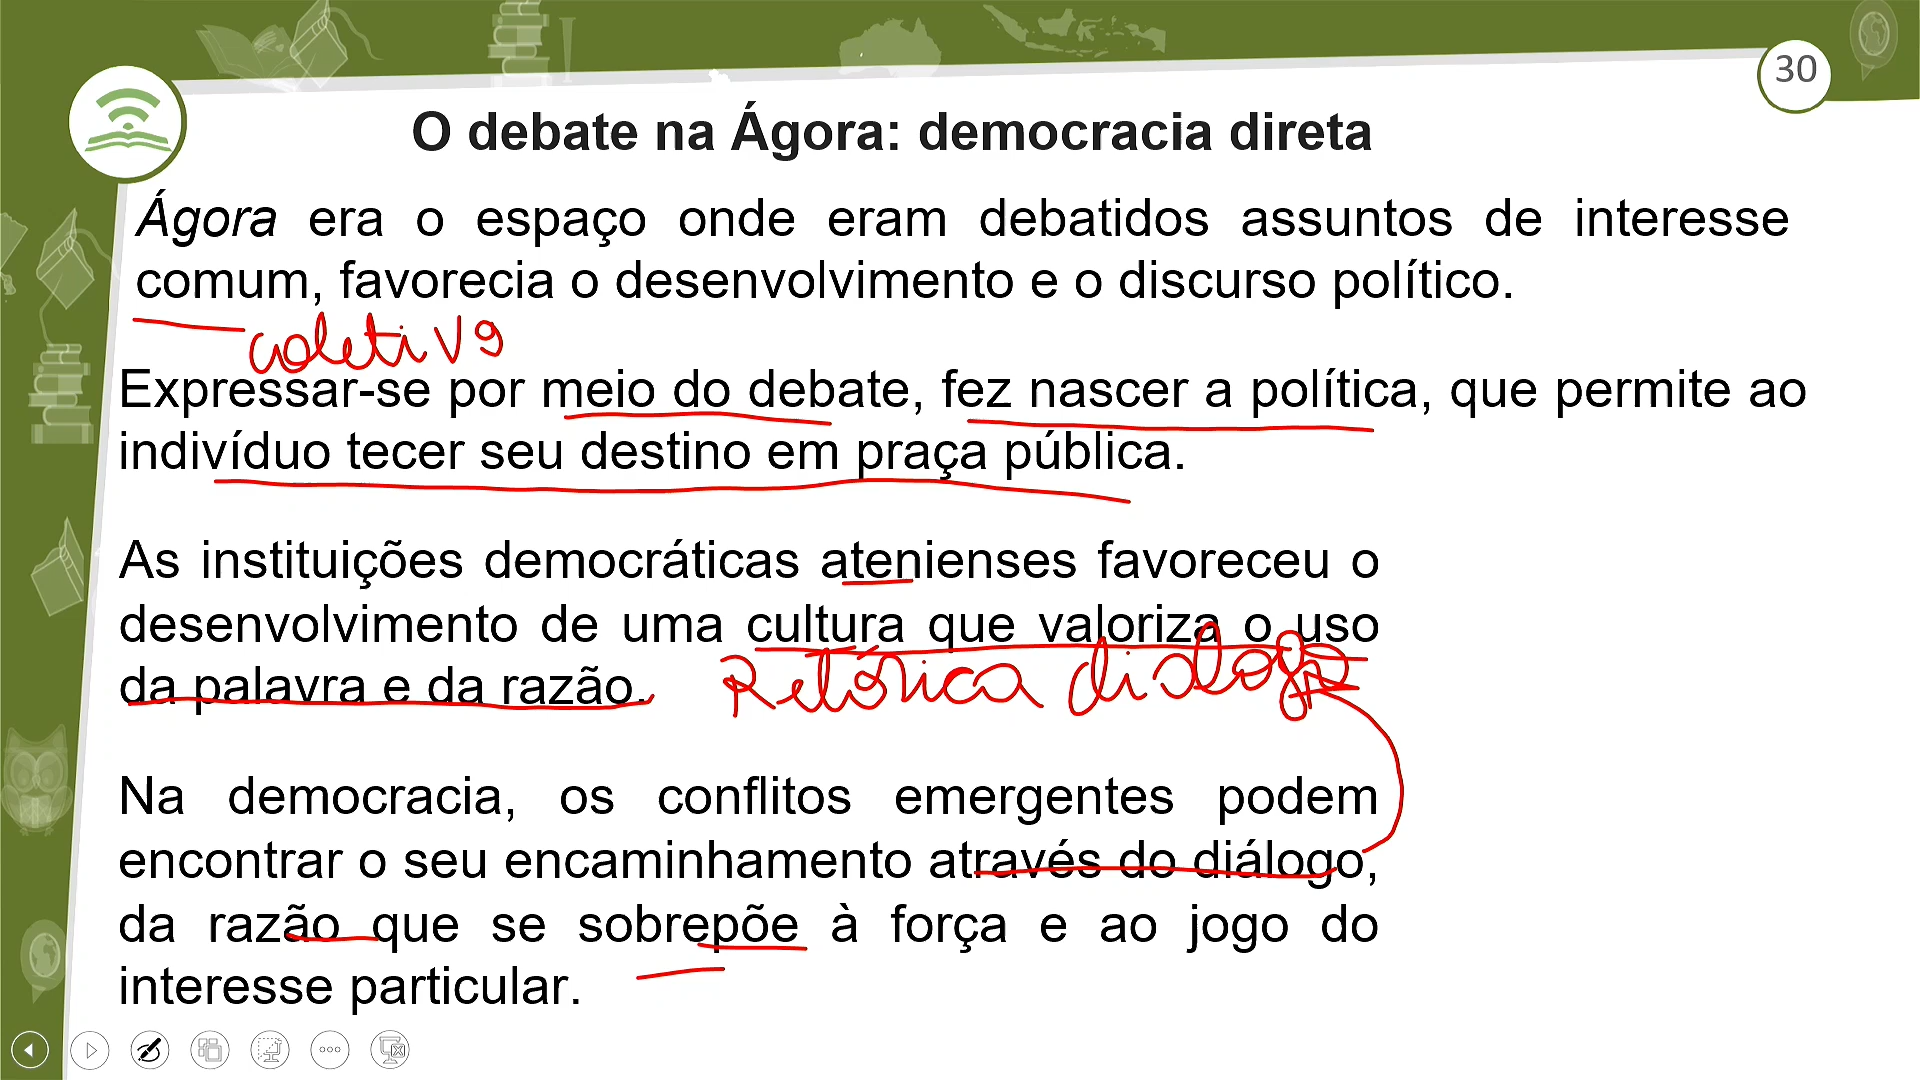 30
O debate na Ágora: democracia direta
Ágora era o espaço onde eram debatidos assuntos de interesse
comum, favorecia o desenvolvimento e o discurso político.
coletivo
Expressar-se por meio do debate, fez nascer a política, que permite ao
indivíduo tecer seu destino em praça pública.
As instituições democráticas atenienses favoreceu o
desenvolvimento de uma cultura que valoriza o uso
da palavra e da razão.
Retórica dialogo
Na democracia, os conflitos emergentes podem
encontrar o seu encaminhamento através do diálogo,
da razão que se sobrepõe à força e ao jogo do
interesse particular.